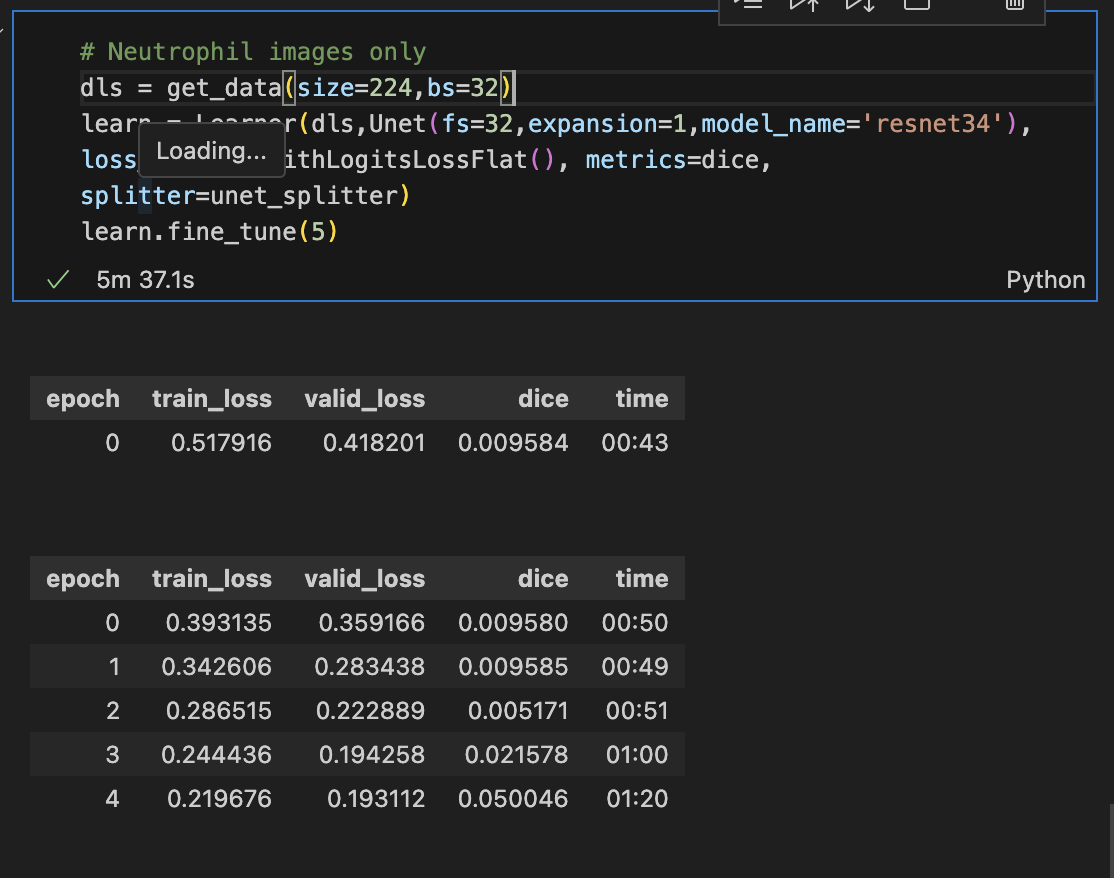 # Neutrophil images only
dls = get_data(size=224,bs=32)
learn = Learner(dls,Unet(fs=32,expansion=1,model_name='resnet34'),
loss ithLogitsLossFlat(), metrics=dice,
Loading...
splitter=unet_splitter)
learn.fine_tune(5)
5m 37.1s Python
epoch train_loss valid_loss dice time
0 0.517916 0.418201 0.009584 00:43
epoch train_loss valid_loss dice time
0 0.393135 0.359166 0.009580 00:50
1 0.342606 0.283438 0.009585 00:49
2 0.286515 0.222889 0.005171 00:51
3 0.244436 0.194258 0.021578 01:00
4 0.219676 0.193112 0.050046 01:20